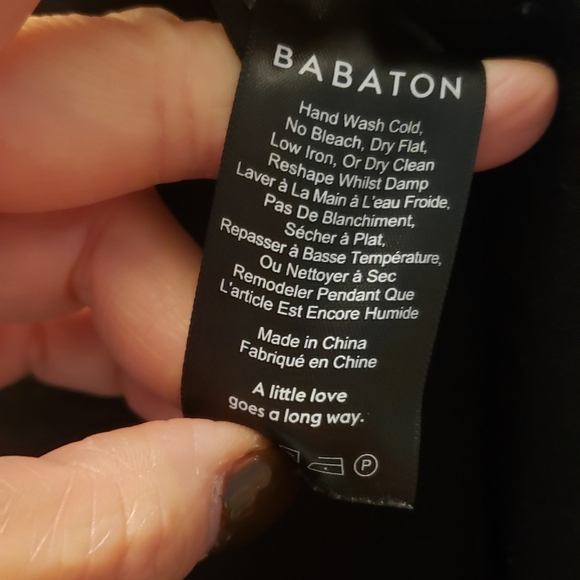 BABATON
Hand Wash Cold,
No Bleach, Dry Flat,
Low Iron, Or Dry Clean
Reshape Whilst Damp
Laver à La Main à L'eau Froide,
Pas De Blanchiment,
Sécher à Plat,
Repasser à Basse Température,
Ou Nettoyer à Sec
Remodeler Pendant Que
L'article Est Encore Humide
Made in China
Fabriqué en Chine
A little love
goes a long way.
P